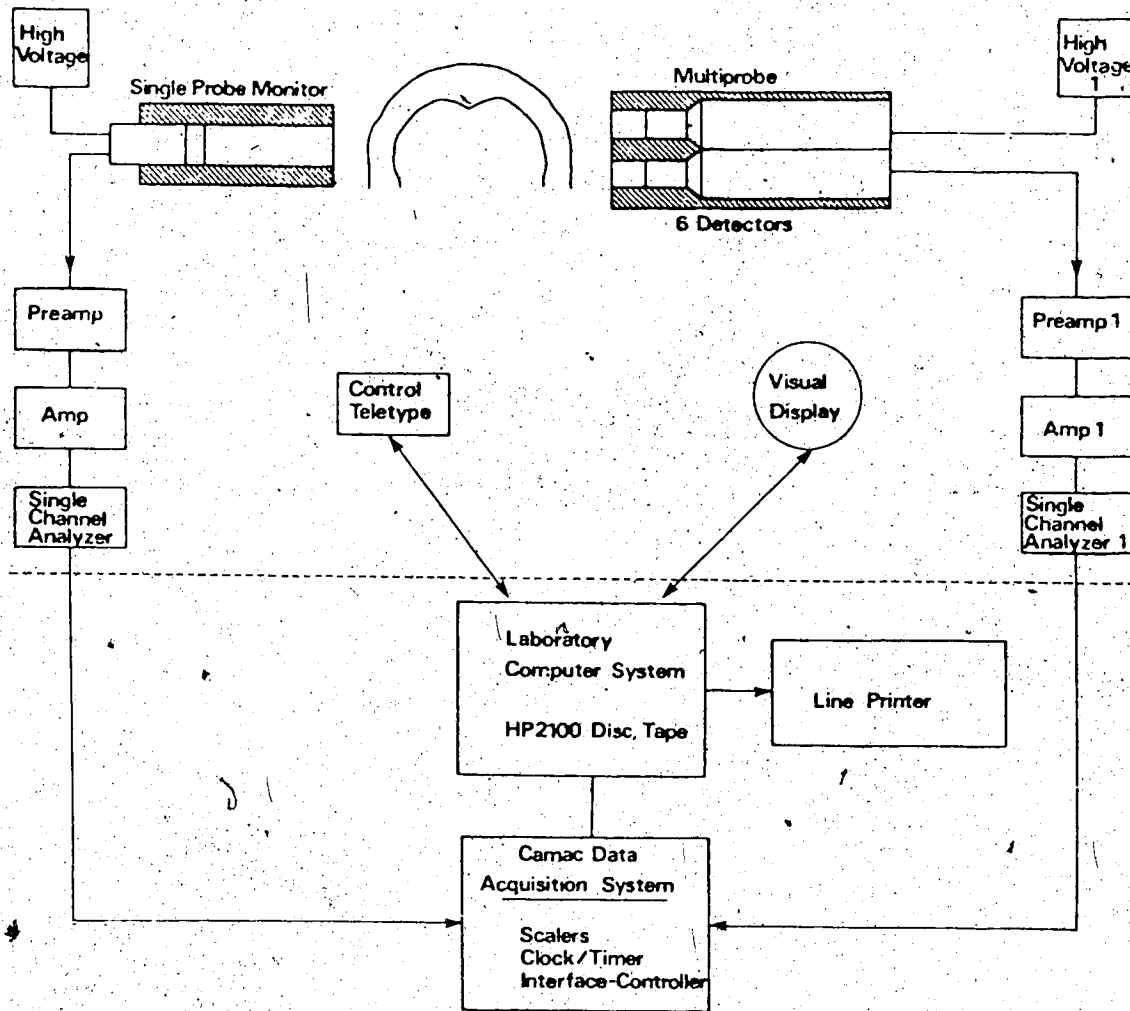 High
Voltage
Single Probe Monitor
Multiprobe
High
Voltage
1
6 Detectors
Preamp
Preamp 1
Control
Teletype
Visual
Display
Amp
Amp 1
Single
Channel
Analyzer
Single
Channel
Analyzer 1
Laboratory
Computer System
HP2100 Disc, Tape
Line Printer
Camac Data
Acquisition System
Scalers
Clock/Timer
Interface-Controller